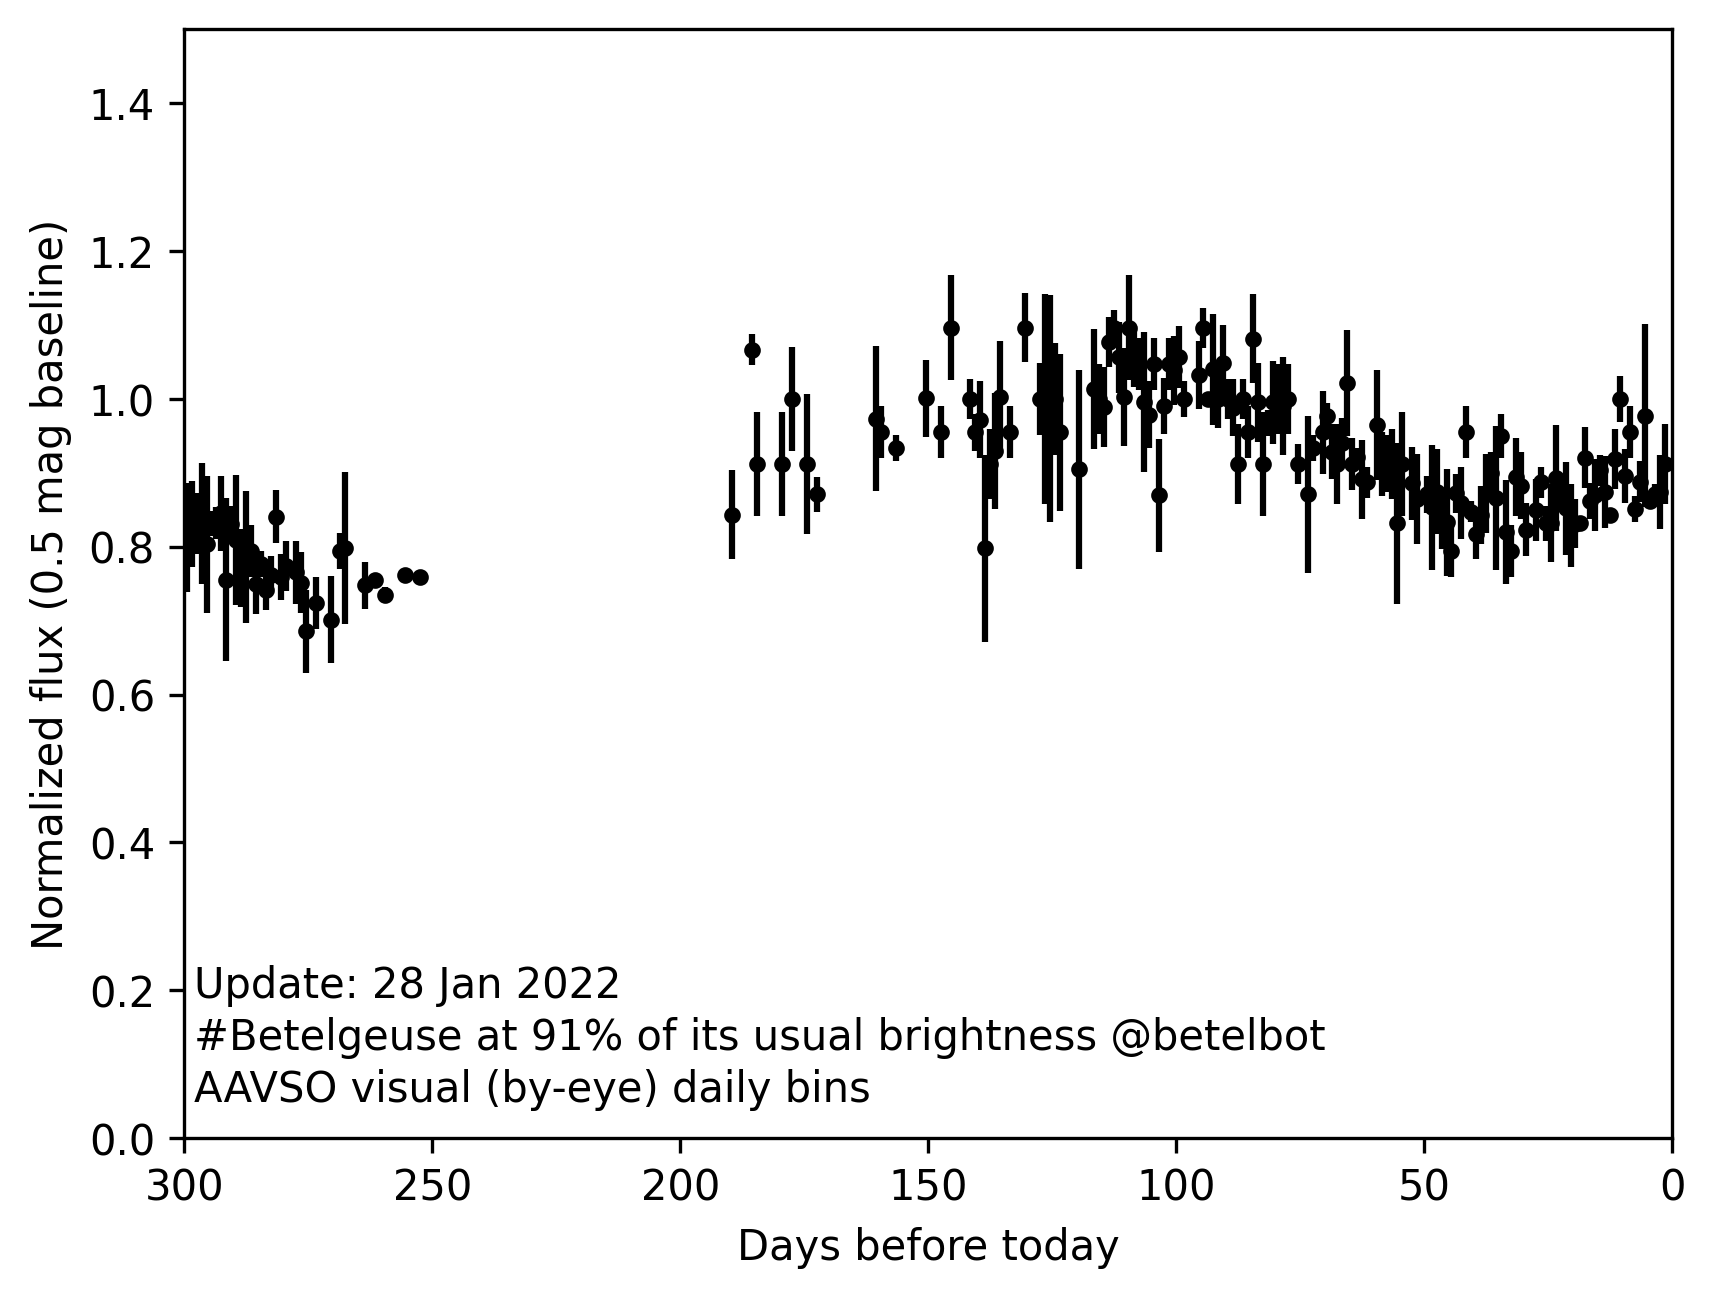 1.4
1.2
1.0
0.8
0.6
0.4
0.2
0.0
Normalized flux (0.5 mag baseline)
Update: 28 Jan 2022
#Betelgeuse at 91% of its usual brightness @betelbot
AAVSO visual (by-eye) daily bins
300 250 200 150 100 50 0
Days before today